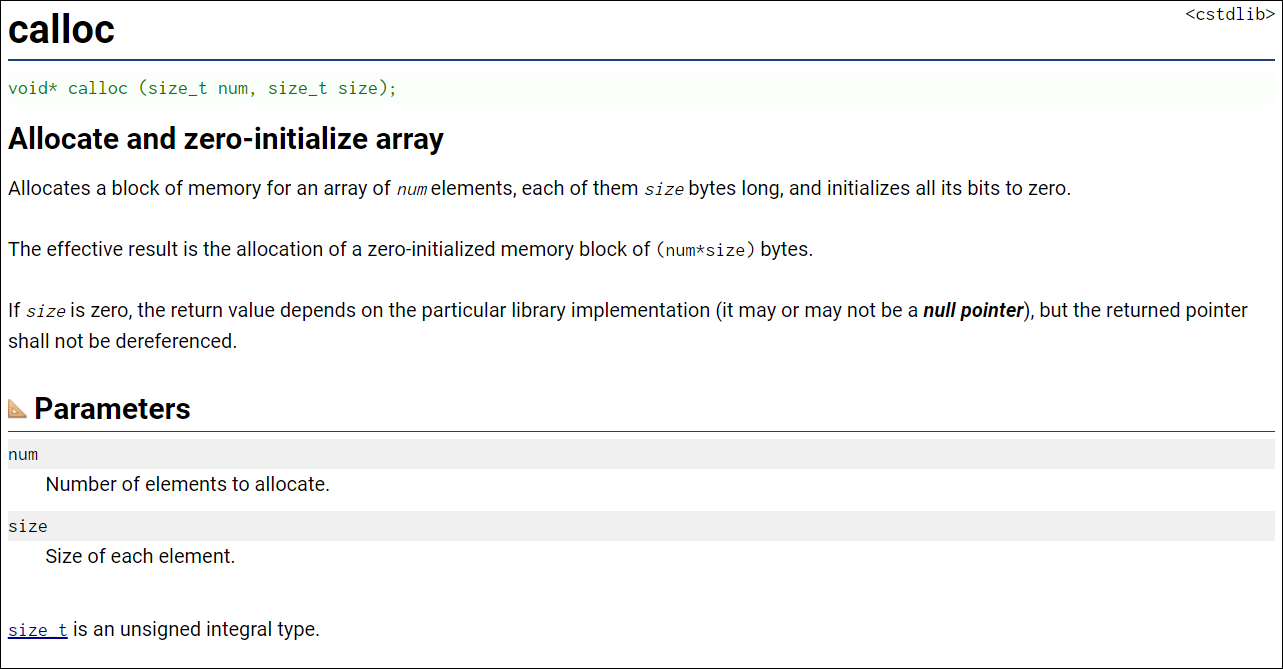 <cstdlib>
calloc
void* calloc (size_t num, size_t size);
Allocate and zero-initialize array
Allocates a block of memory for an array of num elements, each of them size bytes long, and initializes all its bits to zero.
The effective result is the allocation of a zero-initialized memory block of (num*size) bytes.
If size is zero, the return value depends on the particular library implementation (it may or may not be a null pointer), but the returned pointer
shall not be dereferenced.
Parameters
num
Number of elements to allocate.
size
Size of each element.
size_t is an unsigned integral type.